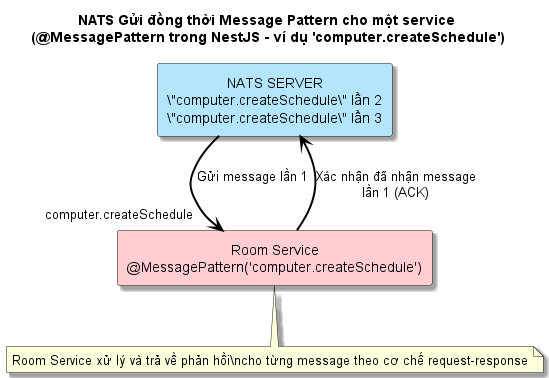 NATS Gửi đồng thời Message Pattern cho một service
(@MessagePattern trong NestJS - ví dụ 'computer.createSchedule')
NATS SERVER
\"computer.createSchedule\" lần 2
\"computer.createSchedule\" lần 3
Gửi message lần 1
Xác nhận đã nhận message
lần 1 (ACK)
computer.createSchedule
Room Service
@MessagePattern('computer.createSchedule')
Room Service xử lý và trả về phản hồi\ncho từng message theo cơ chế request-response